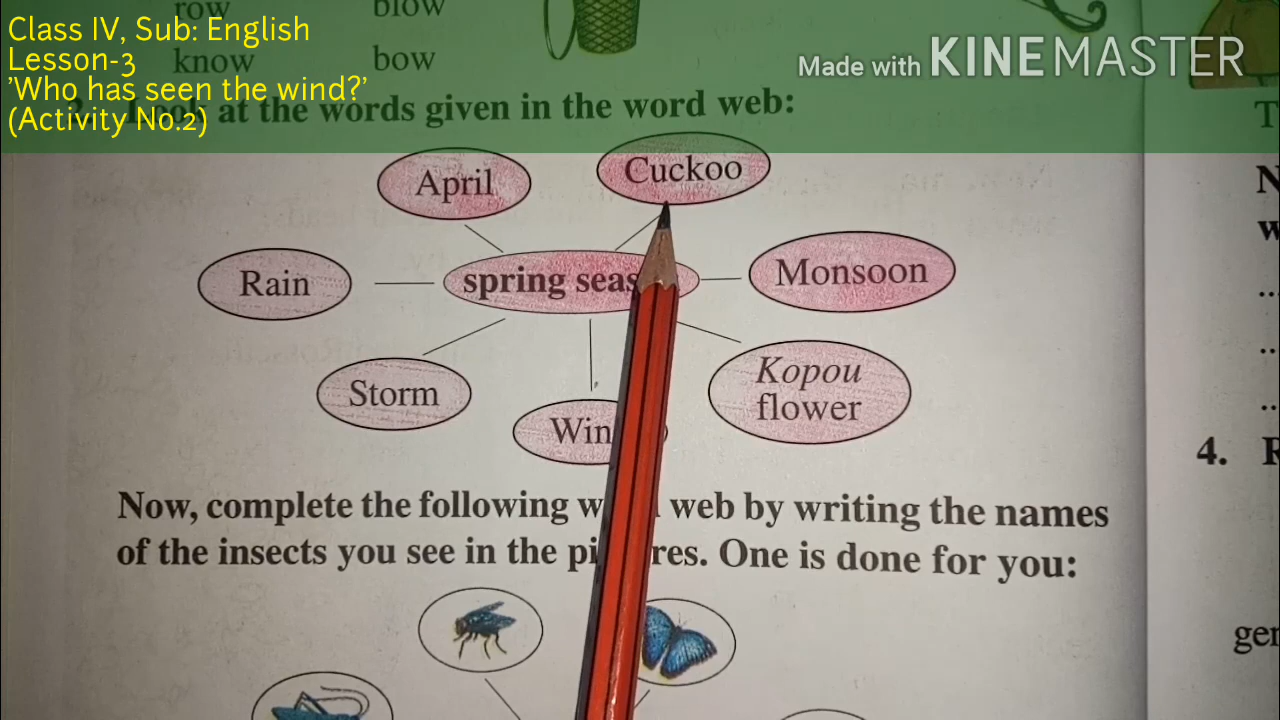 row blow
Class IV, Sub: English
Lesson-3
know bow
Made with KINEMASTER
'Who has seen the wind?'
(Activity No.2)
at the words given in the word web:
April
Cuckoo
Rain
spring seas
Monsoon
Storm
Kopou
flower
Win
Now, complete the following web by writing the names
of the insects you see in the pi res. One is done for you:
4.